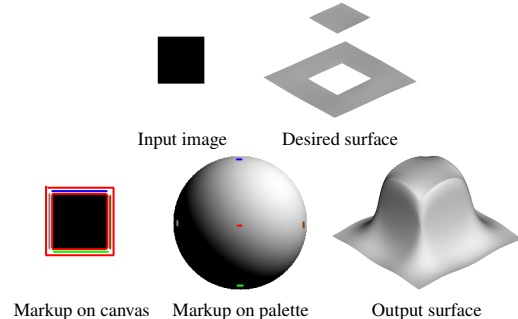 Input image Desired surface
Markup on canvas Markup on palette Output surface